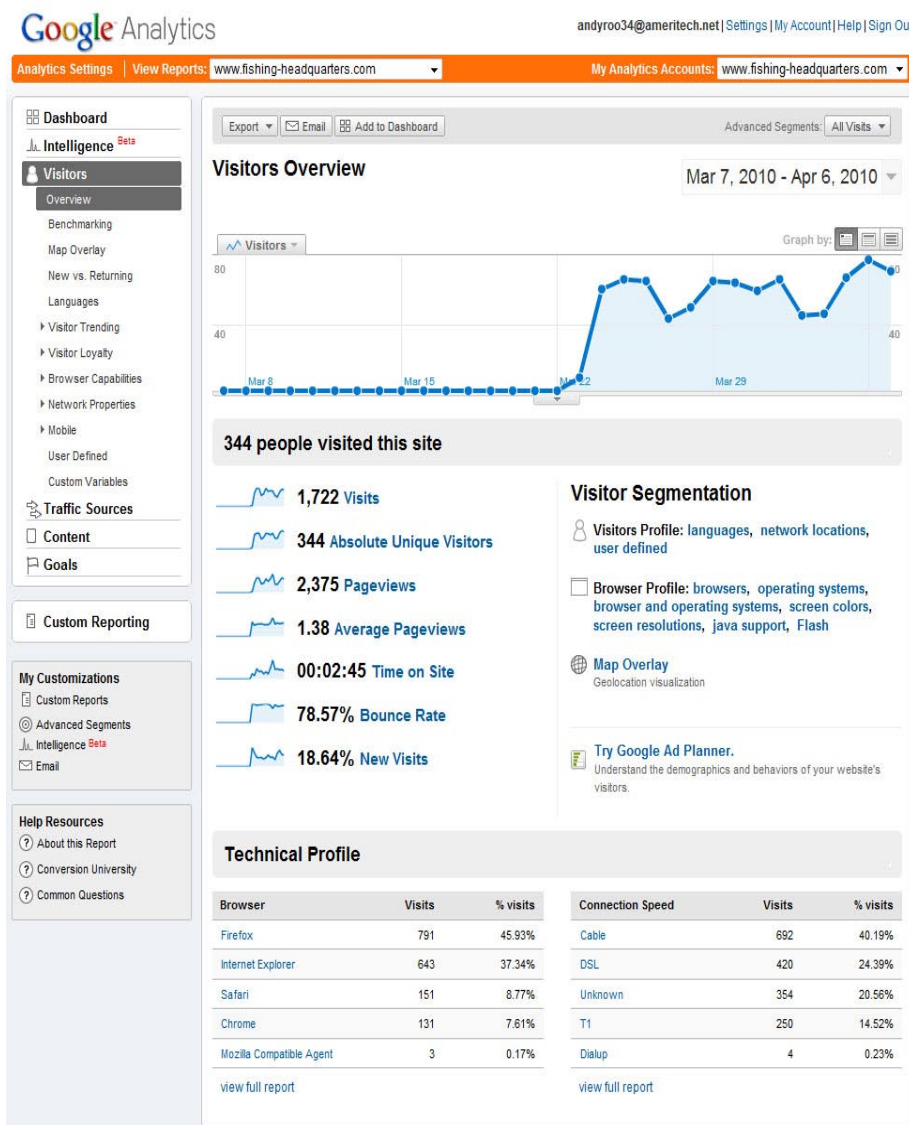 Google Analytics
andyroo34@ameritech.net | Settings | My Account | Help | Sign Ou
Analytics Settings | View Reports: www.fishing-headquarters.com
My Analytics Accounts: www.fishing-headquarters.com
Dashboard
Intelligence Beta
Visitors
Overview
Benchmarking
Map Overlay
New vs. Returning
Languages
Visitor Trending
Visitor Loyalty
Browser Capabilities
Network Properties
Mobile
User Defined
Custom Variables
Traffic Sources
Content
Goals
Custom Reporting
My Customizations
Custom Reports
Advanced Segments
Intelligence Beta
Email
Help Resources
About this Report
Conversion University
Common Questions
Export Email Add to Dashboard
Advanced Segments: All Visits
Visitors Overview
Mar 7, 2010 - Apr 6, 2010
Visitors
Graph by:
80
40
40
Mar 8 Mar 15 Mar 22 Mar 29
344 people visited this site
1,722 Visits
344 Absolute Unique Visitors
2,375 Pageviews
1.38 Average Pageviews
00:02:45 Time on Site
78.57% Bounce Rate
18.64% New Visits
Visitor Segmentation
Visitors Profile: languages, network locations,
user defined
Browser Profile: browsers, operating systems,
browser and operating systems, screen colors,
screen resolutions, java support, Flash
Map Overlay
Geolocation visualization
Try Google Ad Planner.
Understand the demographics and behaviors of your website's
visitors.
Technical Profile
Browser Visits % visits
Firefox 791 45.93%
Internet Explorer 643 37.34%
Safari 151 8.77%
Chrome 131 7.61%
Mozilla Compatible Agent 3 0.17%
view full report
Connection Speed Visits % visits
Cable 692 40.19%
DSL 420 24.39%
Unknown 354 20.56%
T1 250 14.52%
Dialup 4 0.23%
view full report